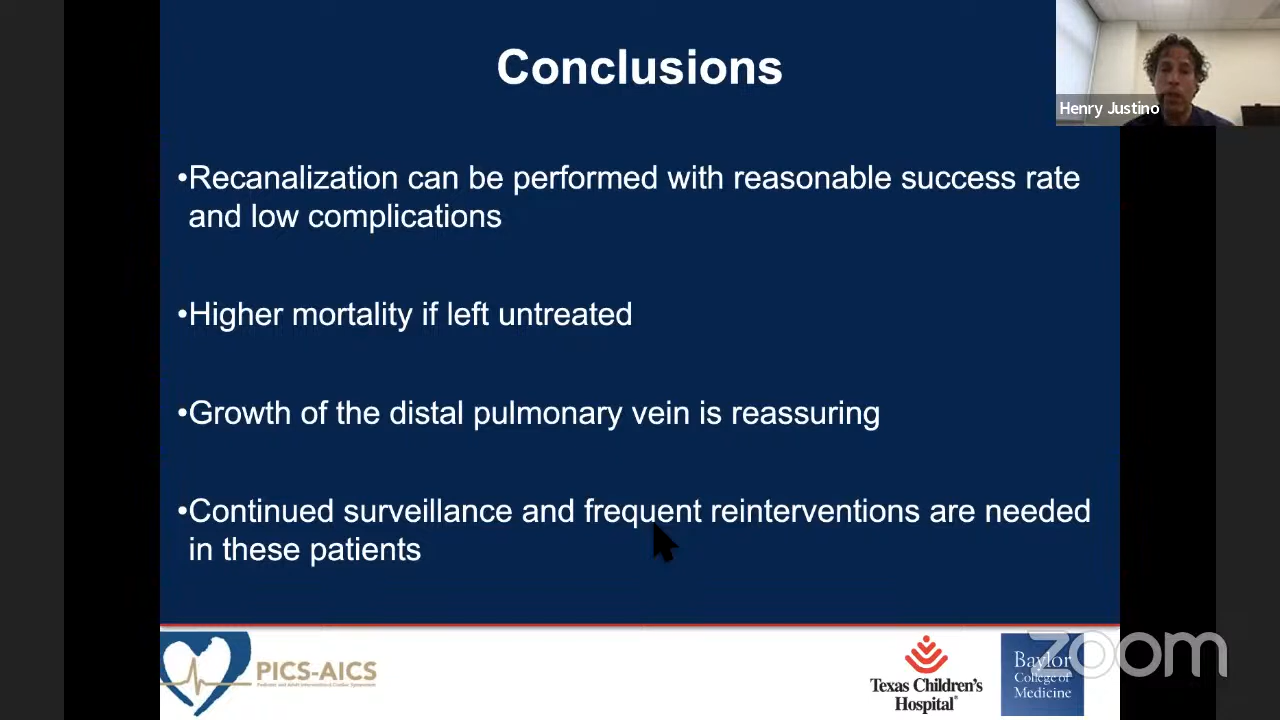 Conclusions
Henry Justino
•Recanalization can be performed with reasonable success rate
and low complications
•Higher mortality if left untreated
•Growth of the distal pulmonary vein is reassuring
•Continued surveillance and frequent reinterventions are needed
in these patients
PICS-AICS
Texas Children's
Hospital®
Baylor
College of
Medicine
zoom